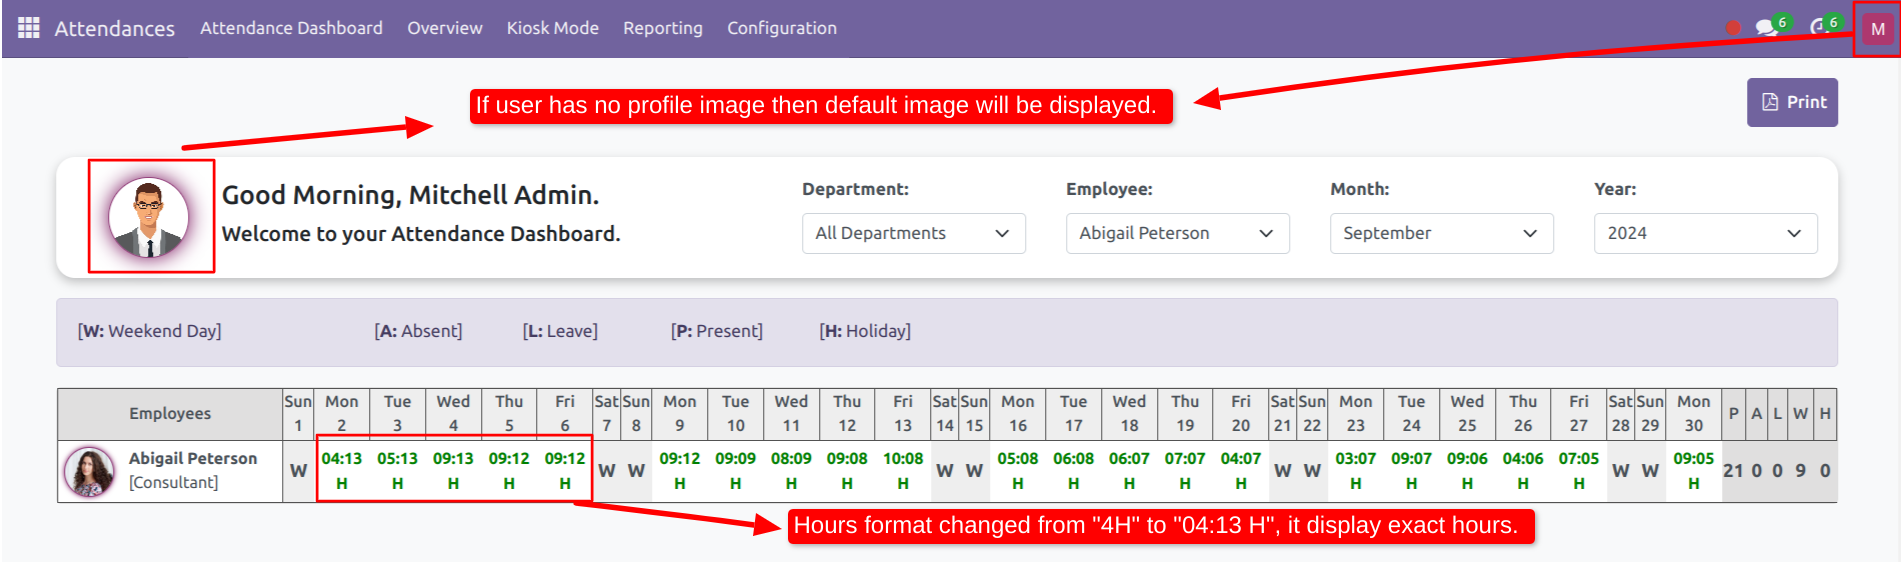 Attendances Attendance Dashboard Overview Kiosk Mode Reporting Configuration 6 6 M
If user has no profile image then default image will be displayed.
Print
Good Morning, Mitchell Admin.
Welcome to your Attendance Dashboard.
Department: Employee: Month: Year:
All Departments Abigail Peterson September 2024
[W: Weekend Day] [A: Absent] [L: Leave] [P: Present] [H: Holiday]
Employees Sun Mon Tue Wed Thu Fri Sat Sun Mon Tue Wed Thu Fri Sat Sun Mon Tue Wed Thu Fri Sat Sun Mon Tue Wed Thu Fri Sat Sun Mon P A L W H
1 2 3 4 5 6 7 8 9 10 11 12 13 14 15 16 17 18 19 20 21 22 23 24 25 26 27 28 29 30
Abigail Peterson W 04:13 05:13 09:13 09:12 09:12 W W 09:12 09:09 08:09 09:08 10:08 W W 05:08 06:08 06:07 07:07 04:07 W W 03:07 09:07 09:06 04:06 07:05 W W 09:05 21 0 0 9 0
[Consultant] H H H H H H H H H H H H H H H H H H H H H
Hours format changed from "4H" to "04:13 H", it display exact hours.